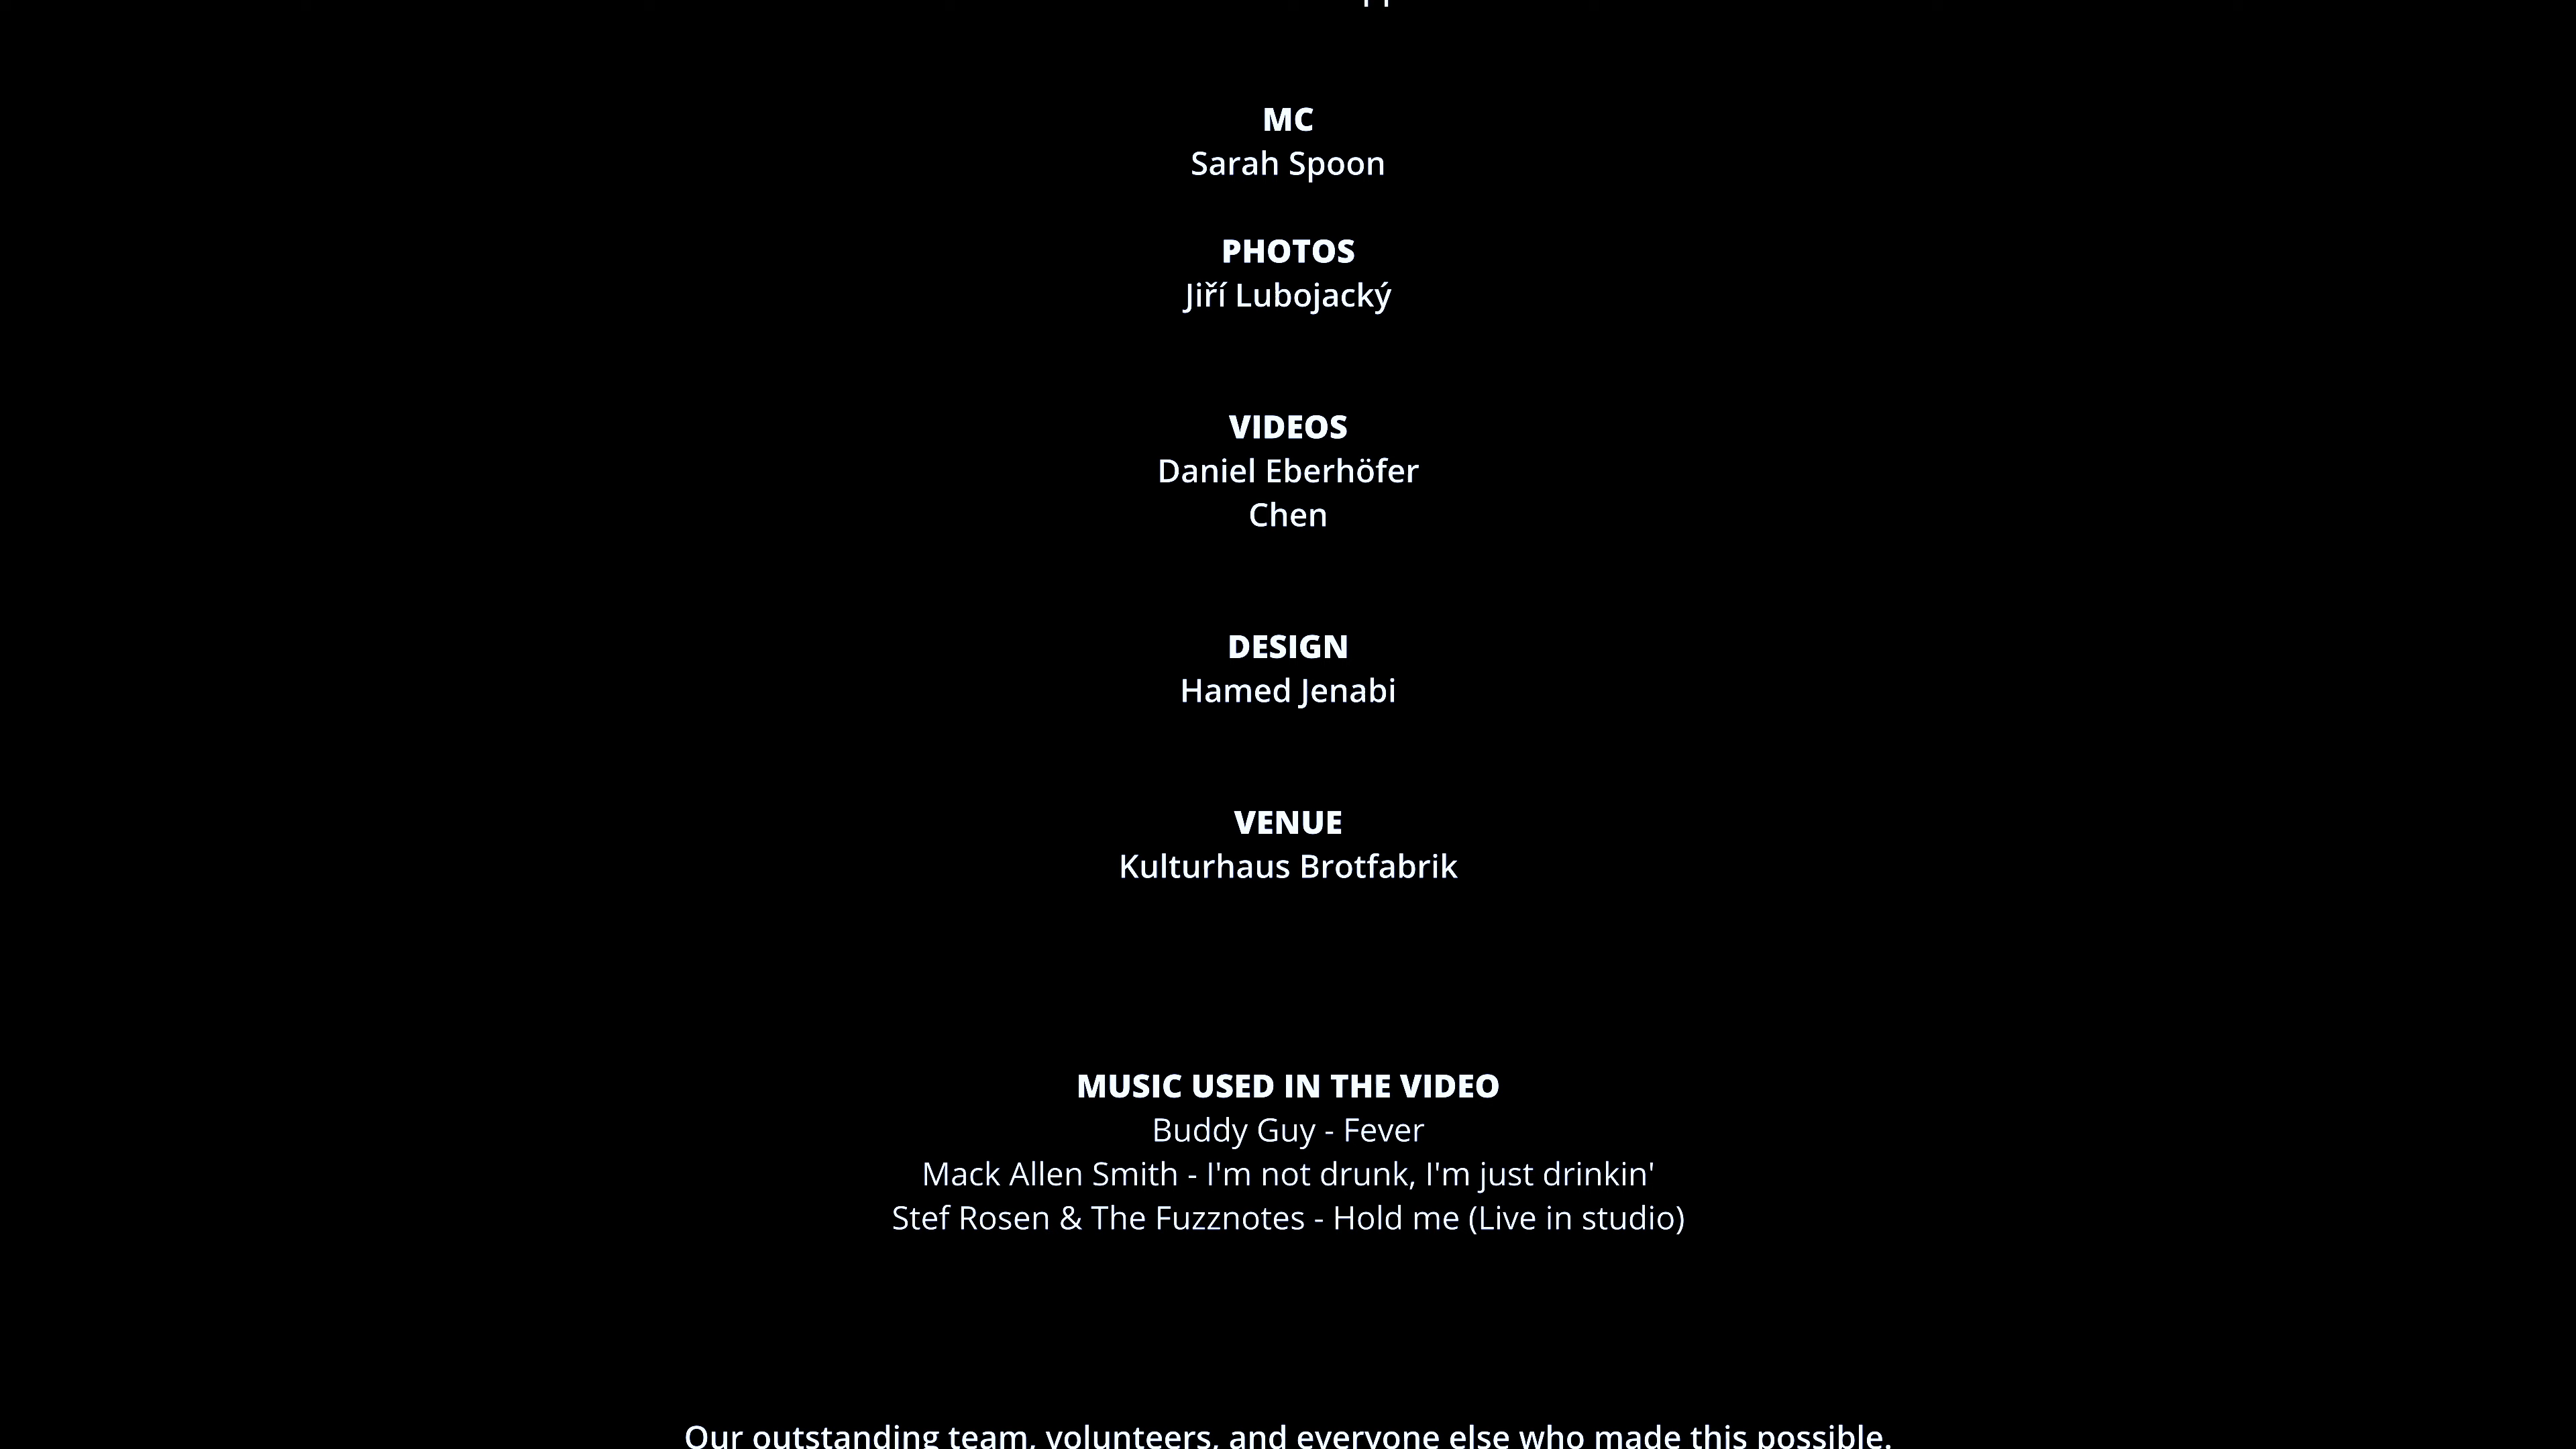 MC
Sarah Spoon
PHOTOS
Jiří Lubojacký
VIDEOS
Daniel Eberhöfer
Chen
DESIGN
Hamed Jenabi
VENUE
Kulturhaus Brotfabrik
MUSIC USED IN THE VIDEO
Buddy Guy - Fever
Mack Allen Smith - I'm not drunk, I'm just drinkin'
Stef Rosen & The Fuzznotes - Hold me (Live in studio)
Our outstanding team, volunteers, and everyone else who made this possible.